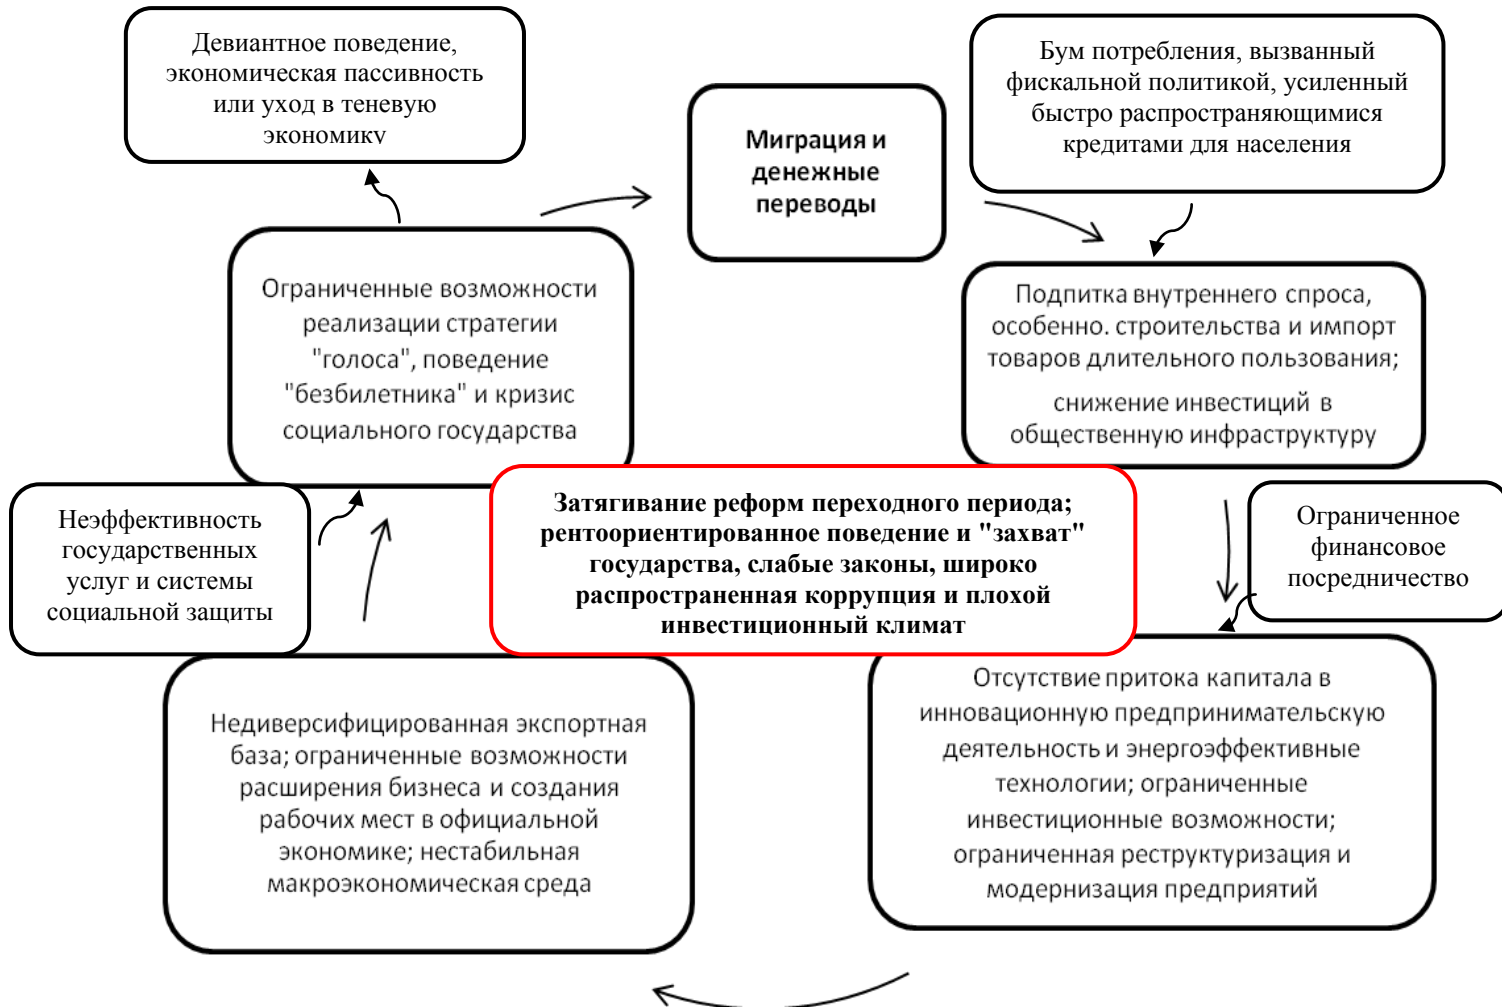 Девиантное поведение,
экономическая пассивность
или уход в теневую
экономику
Миграция и
денежные
переводы
Бум потребления, вызванный
фискальной политикой, усиленный
быстро распространяющимися
кредитами для населения
Ограниченные возможности
реализации стратегии
"голоса", поведение
"безбилетника" и кризис
социального государства
Подпитка внутреннего спроса,
особенно. строительства и импорт
товаров длительного пользования;
снижение инвестиций в
общественную инфраструктуру
Неэффективность
государственных
услуг и системы
социальной защиты
Затягивание реформ переходного периода;
рентоориентированное поведение и "захват"
государства, слабые законы, широко
распространенная коррупция и плохой
инвестиционный климат
Ограниченное
финансовое
посредничество
Недиверсифицированная экспортная
база; ограниченные возможности
расширения бизнеса и создания
рабочих мест в официальной
экономике; нестабильная
макроэкономическая среда
Отсутствие притока капитала в
инновационную предпринимательскую
деятельность и энергоэффективные
технологии; ограниченные
инвестиционные возможности;
ограниченная реструктуризация и
модернизация предприятий